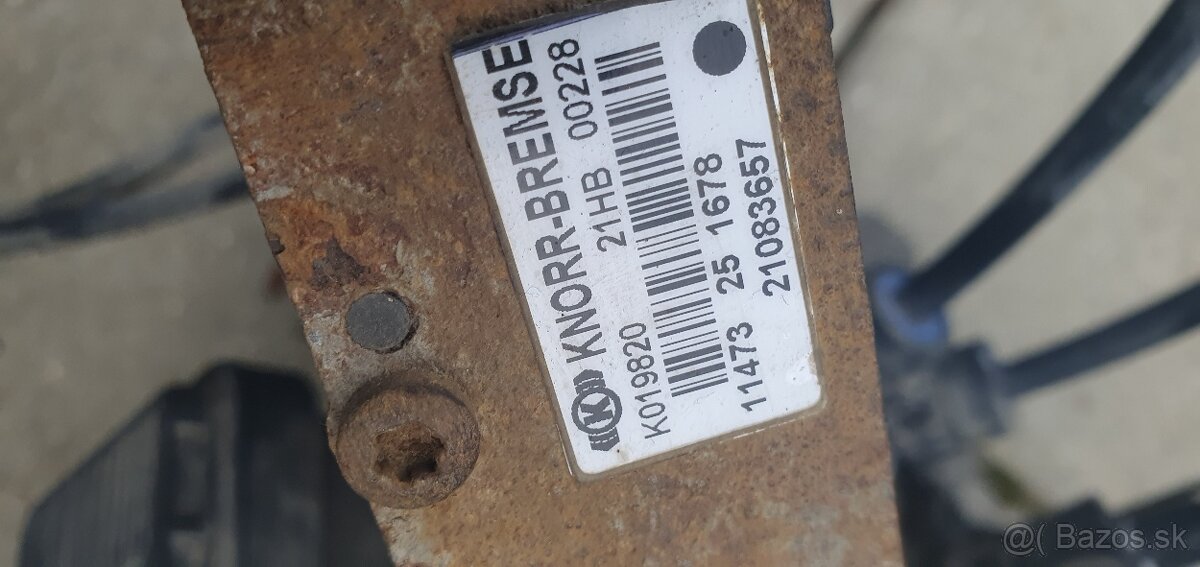 KNORR-BREMSE
K019820 21HB 00228
11473 25 1678
21083657
@( Bazos.sk